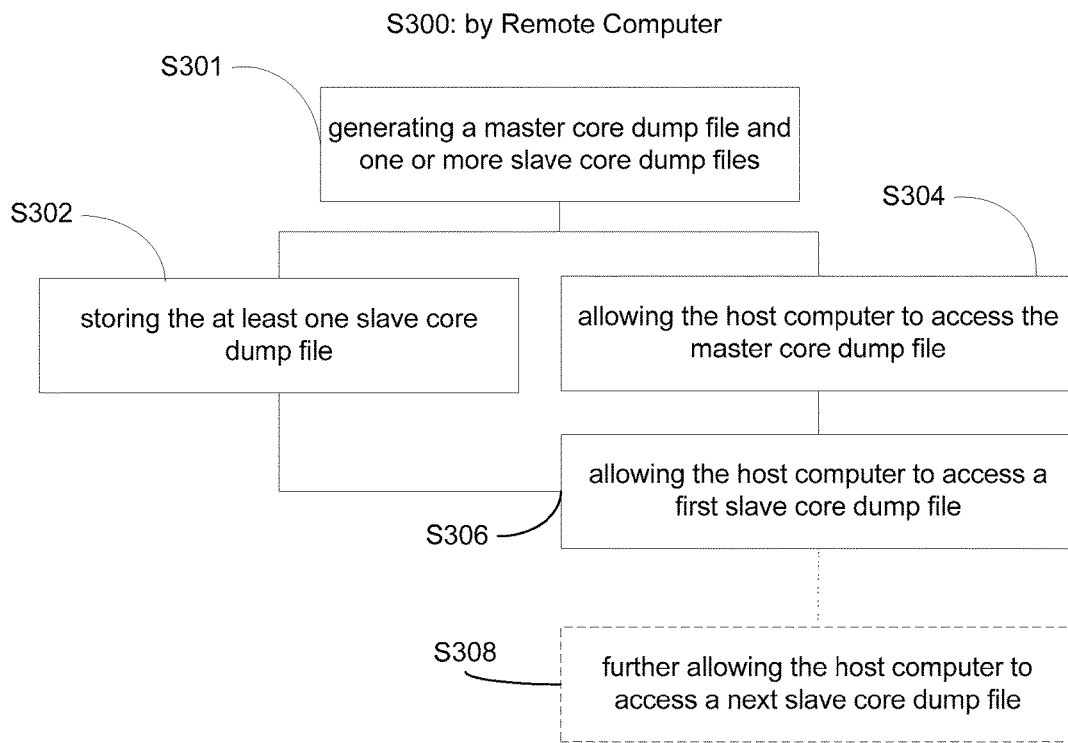 S300: by Remote Computer
S301
generating a master core dump file and
one or more slave core dump files
S302
S304
storing the at least one slave core
dump file
allowing the host computer to access the
master core dump file
allowing the host computer to access a
first slave core dump file
S306
S308
further allowing the host computer to
access a next slave core dump file